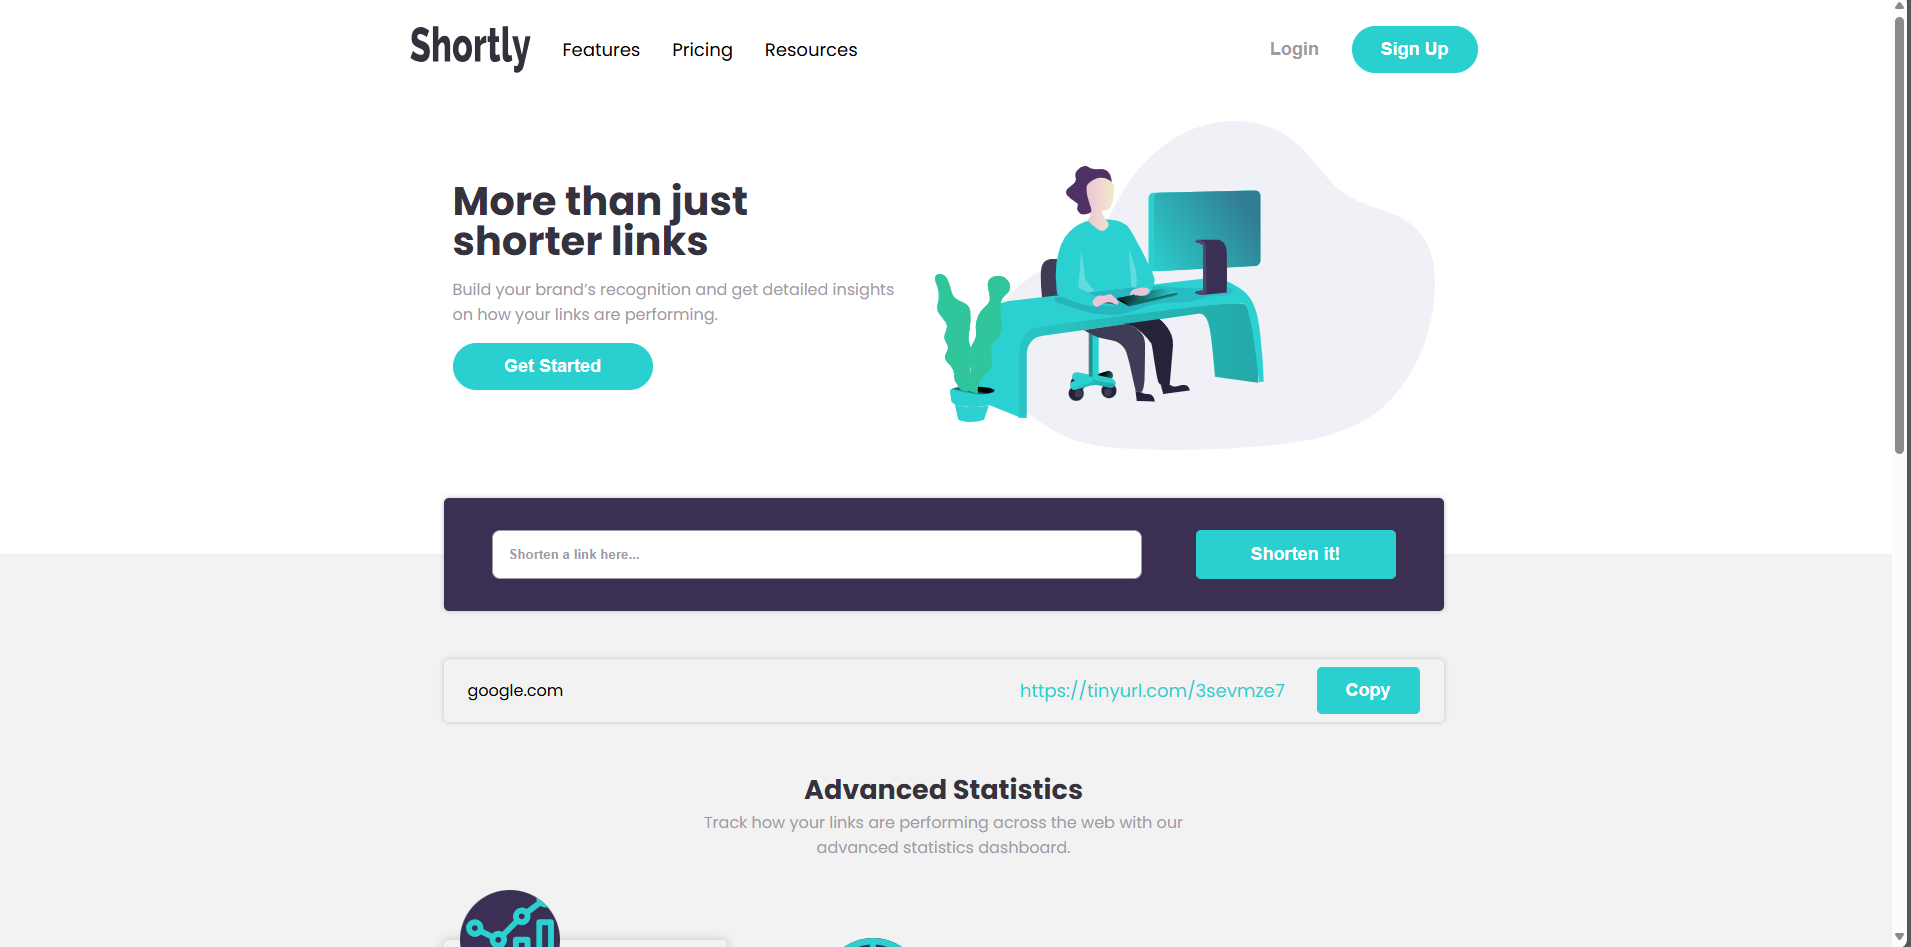 Shortly
Features
Pricing
Resources
Login
Sign Up
More than just
shorter links
Build your brand’s recognition and get detailed insights
on how your links are performing.
Get Started
Shorten a link here...
Shorten it!
google.com
https://tinyurl.com/3sevmze7
Copy
Advanced Statistics
Track how your links are performing across the web with our
advanced statistics dashboard.